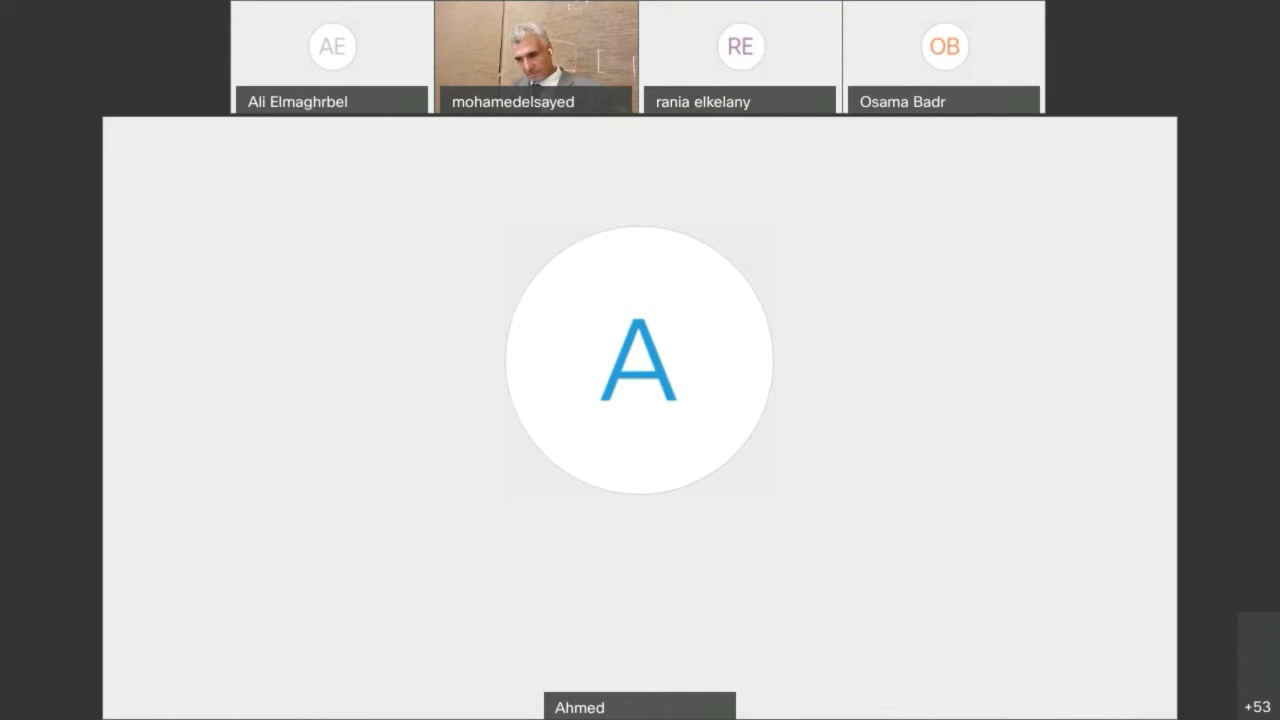 AE
RE
OB
Ali Elmaghrbel
mohamedelsayed
rania elkelany
Osama Badr
A
Ahmed
+53